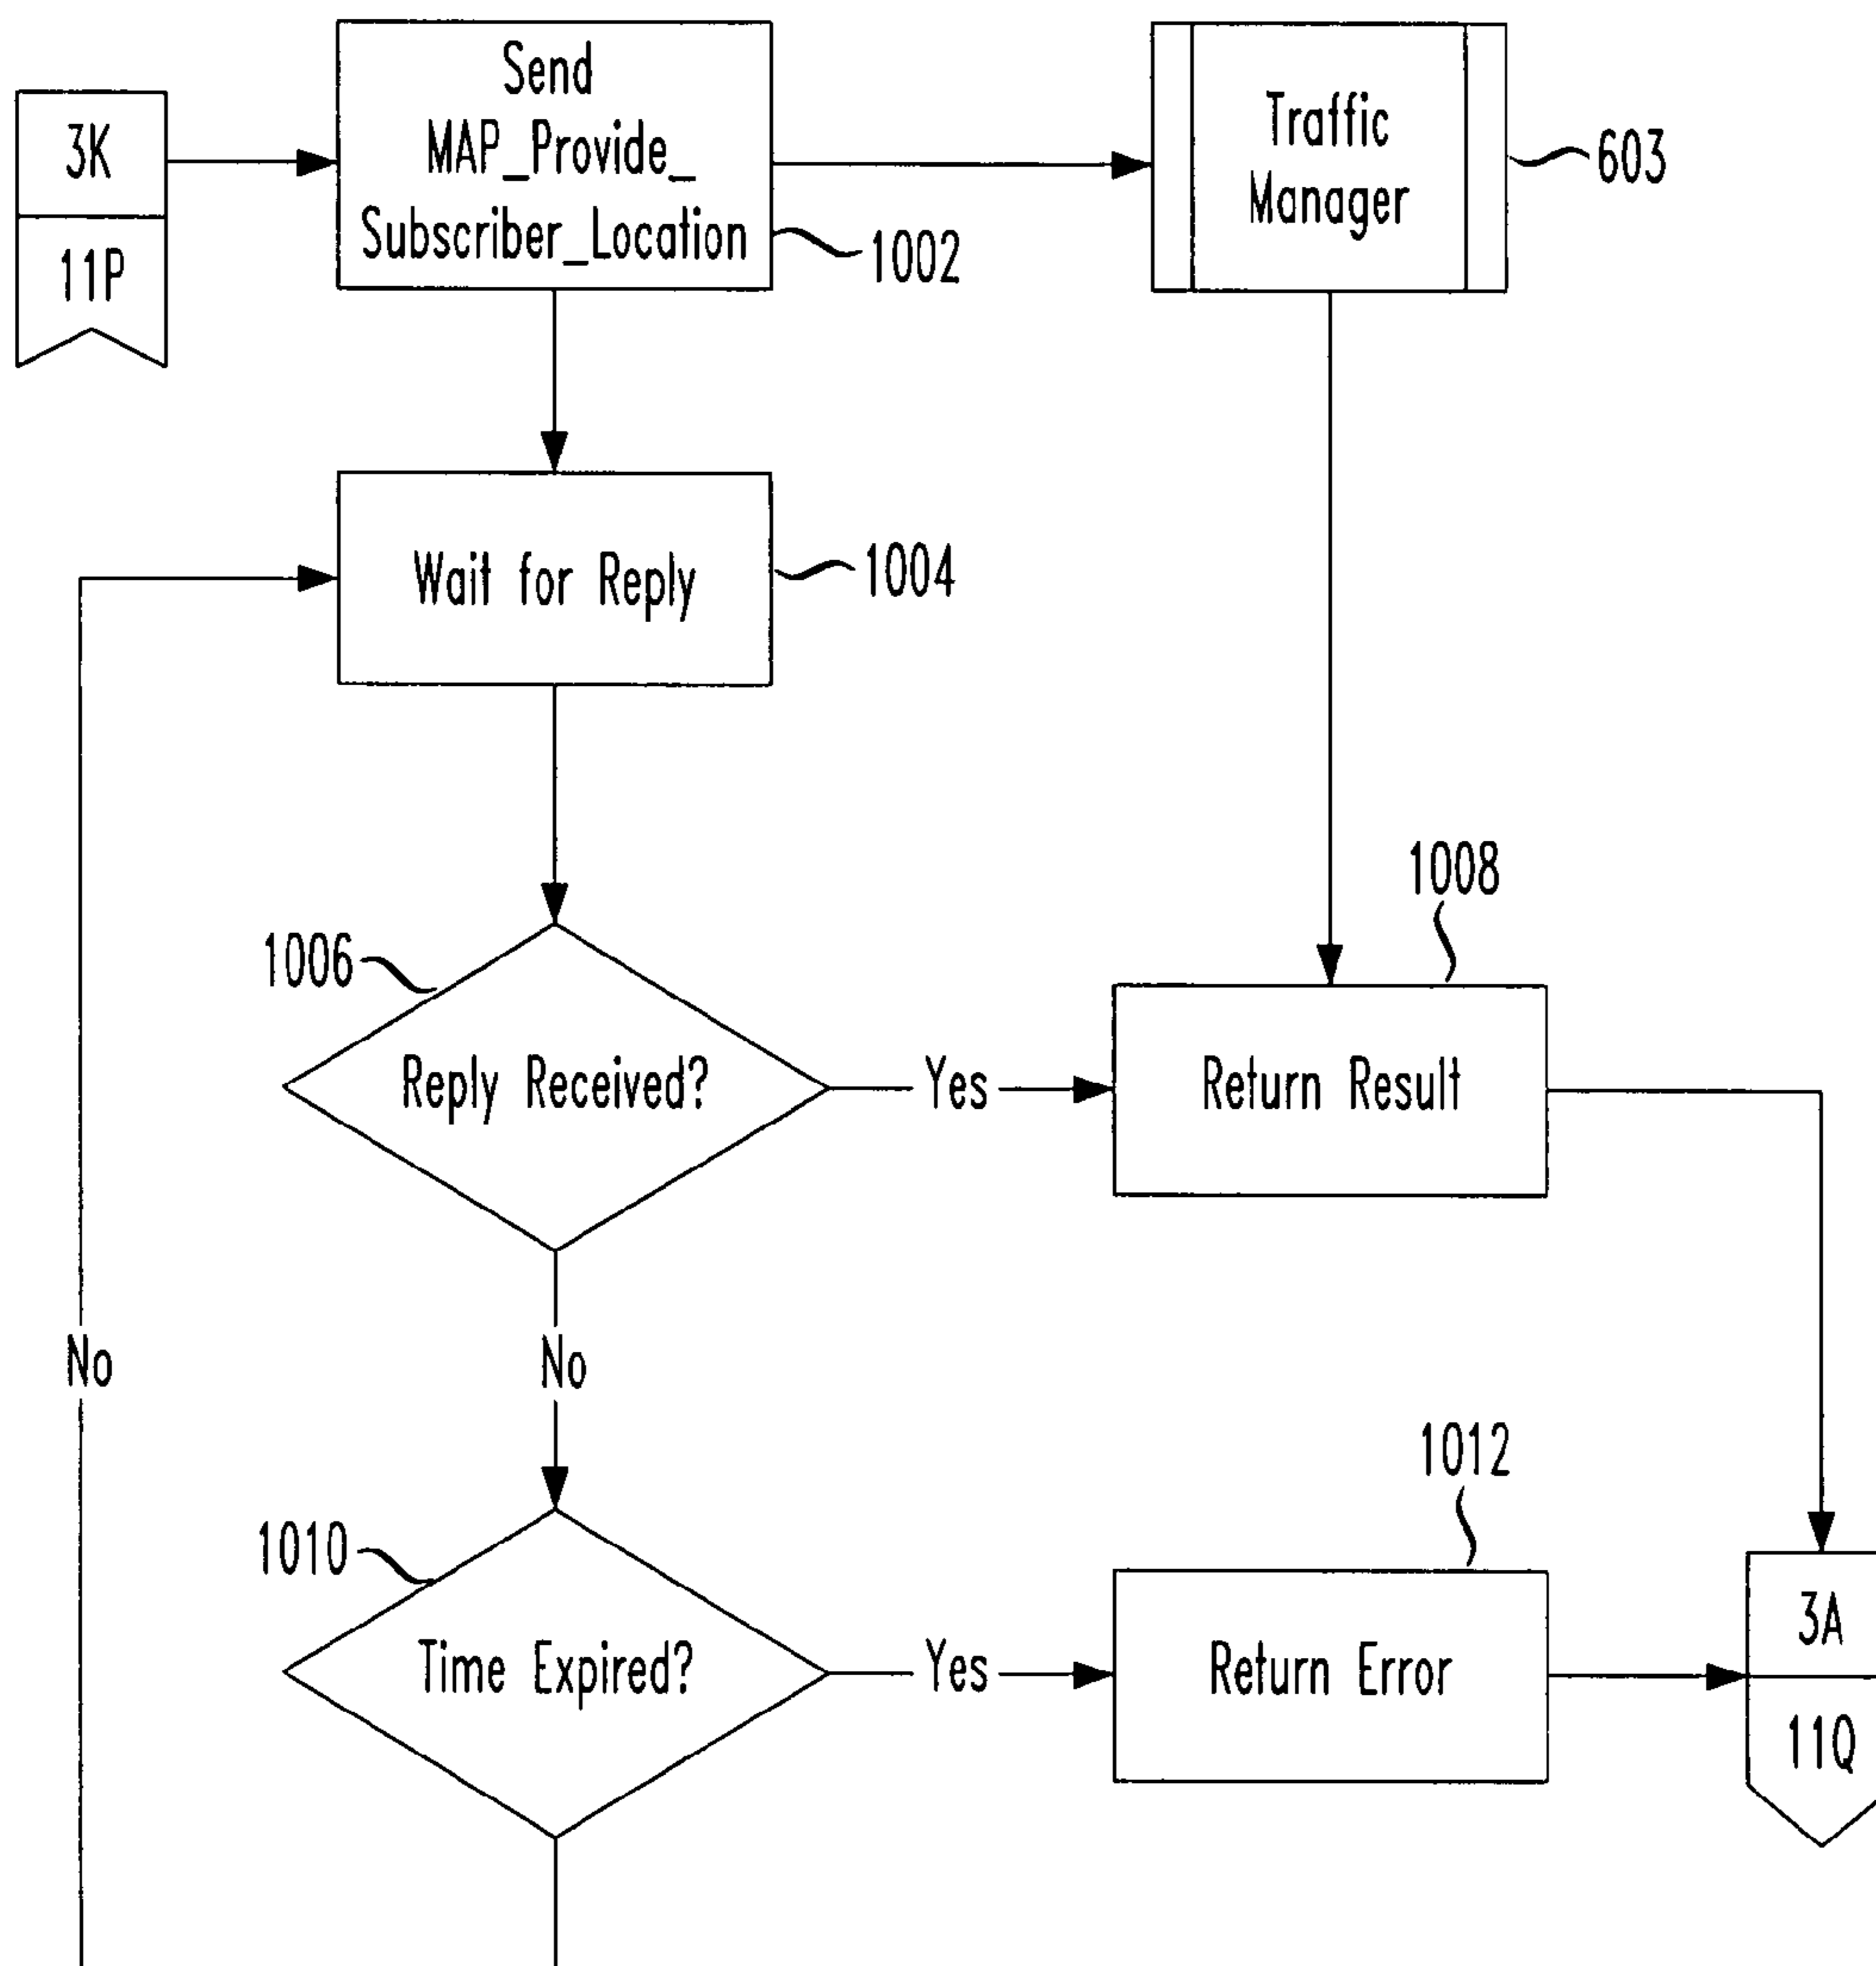 Send
MAP_Provide_
Subscriber_Location
1002
Traffic
Manager
603
3K
11P
Wait for Reply
1004
1006
Reply Received?
Yes
1008
Return Result
No
No
1010
Time Expired?
Yes
1012
Return Error
3A
11Q